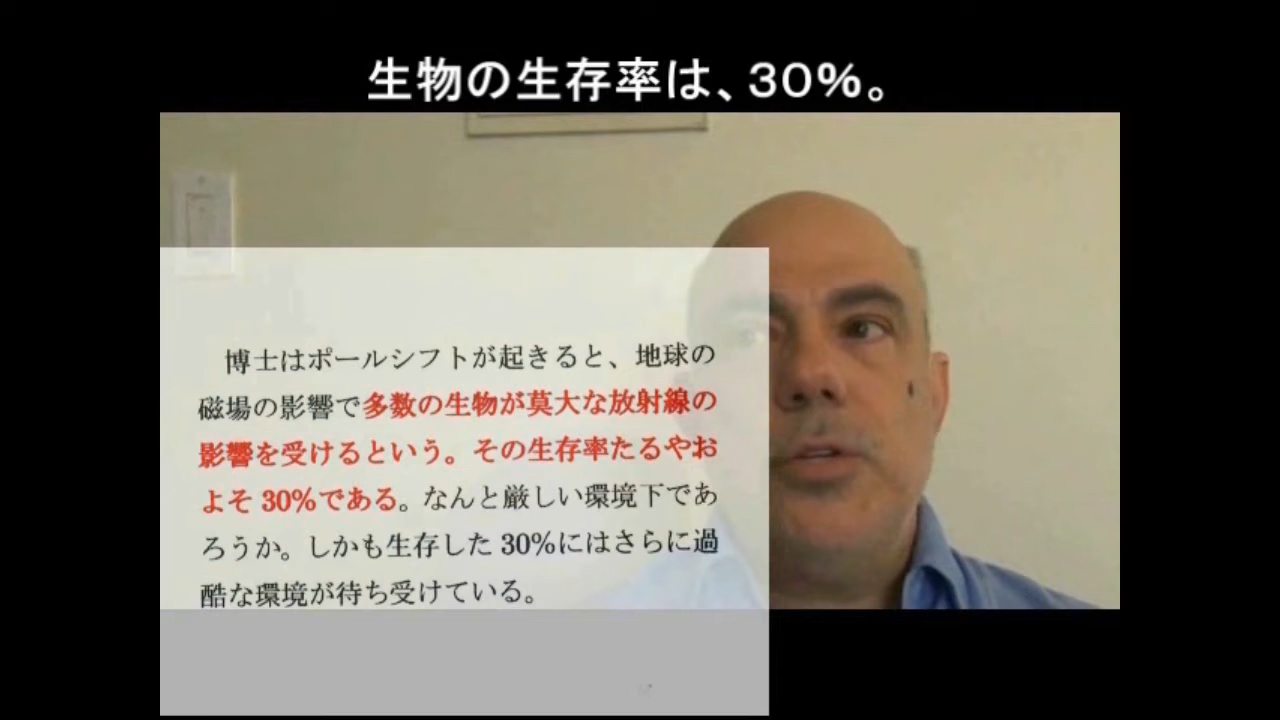 生物の生存率は、30%。
博士はポールシフトが起きると、地球の
磁場の影響で多数の生物が莫大な放射線の
影響を受けるという。その生存率たるやお
よそ 30%である。なんと厳しい環境下であ
ろうか。しかも生存した 30%にはさらに過
酷な環境が待ち受けている。